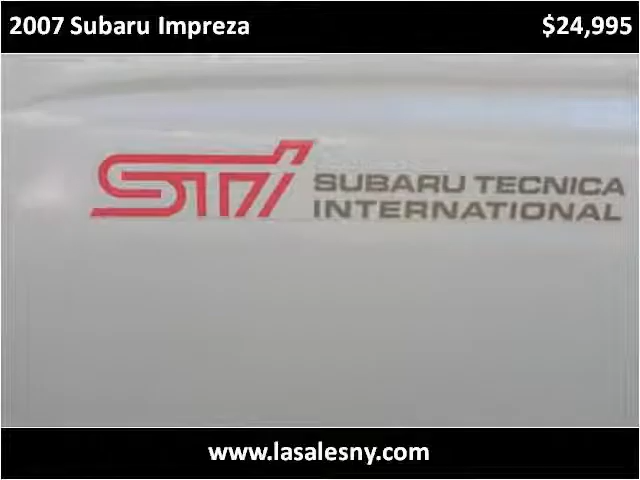 2007 Subaru Impreza $24,995
STi SUBARU TECNICA
INTERNATIONAL
www.lasalesny.com